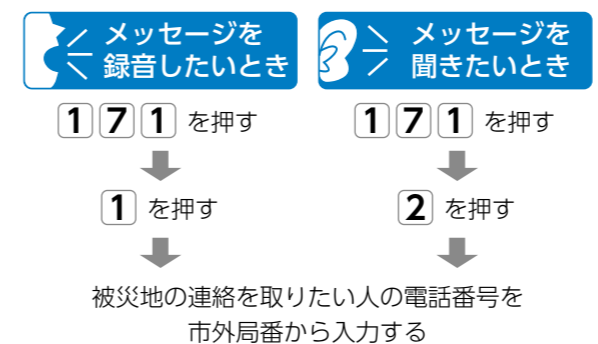 メッセージを
録音したいとき
171 を押す
1 を押す
メッセージを
聞きたいとき
171 を押す
2 を押す
被災地の連絡を取りたい人の電話番号を
市外局番から入力する